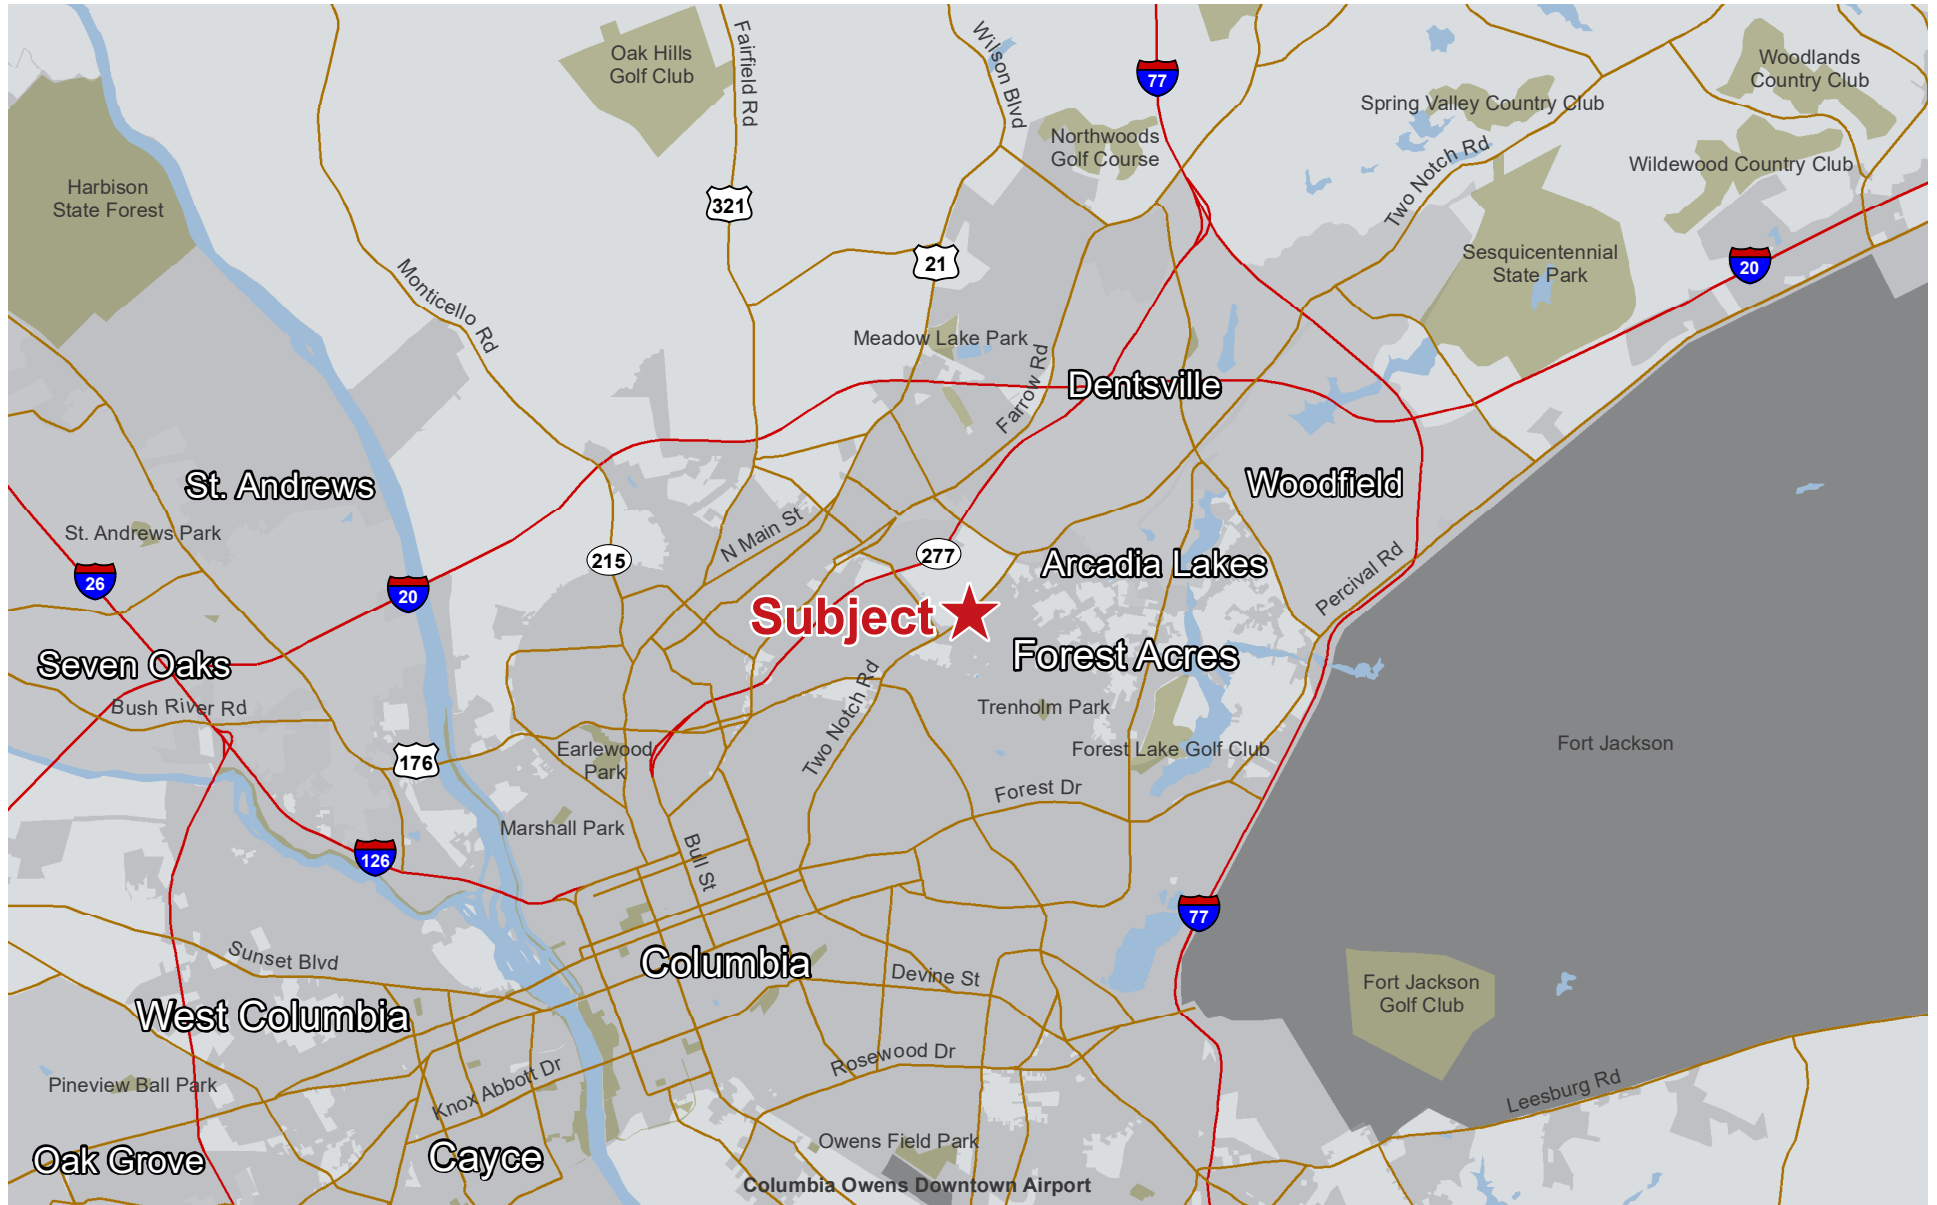 Oak Hills
Golf Club
Fairfield Rd
Wilson Blvd
77
Woodlands
Country Club
Spring Valley Country Club
Northwoods
Golf Course
Two Notch Rd
Wildewood Country Club
Harbison
State Forest
321
21
Sesquicentennial
State Park
20
Monticello Rd
Meadow Lake Park
Farrow Rd
Dentsville
St. Andrews
Woodfield
St. Andrews Park
N Main St
215
277
Arcadia Lakes
26
20
Percival Rd
Subject
Forest Acres
Seven Oaks
Bush River Rd
Two Notch Rd
Trenholm Park
Fort Jackson
Earlewood
Park
Forest Lake Golf Club
176
Forest Dr
Marshall Park
Bull St
126
77
Sunset Blvd
Columbia
Devine St
Fort Jackson
Golf Club
West Columbia
Rosewood Dr
Pineview Ball Park
Knox Abbott Dr
Leesburg Rd
Oak Grove
Cayce
Owens Field Park
Columbia Owens Downtown Airport